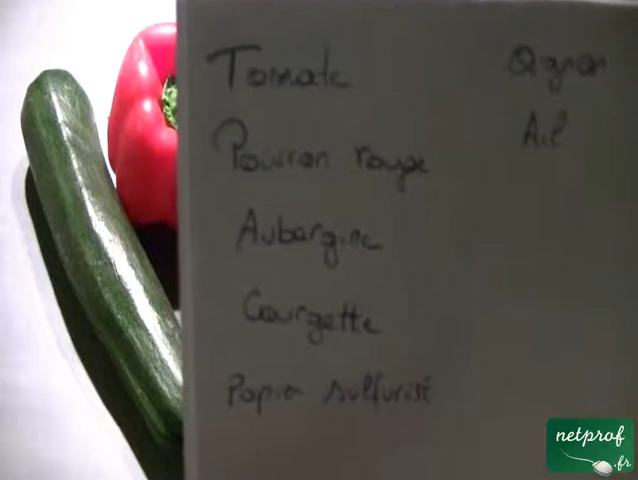 Tomate
Poivron rouge
Aubergine
Courgette
Papier sulfurisé
Oignon
Ail
netprof
.fr